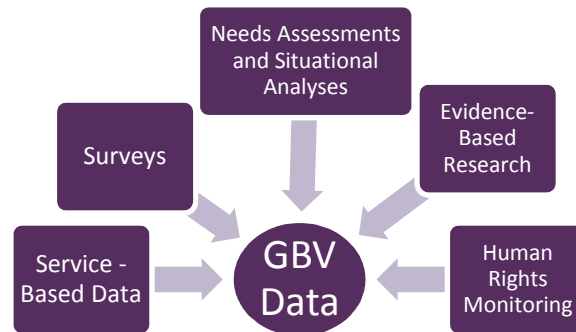 Needs Assessments
and Situational
Analyses
Evidence-
Based
Research
Surveys
GBV
Data
Service -
Based Data
Human
Rights
Monitoring